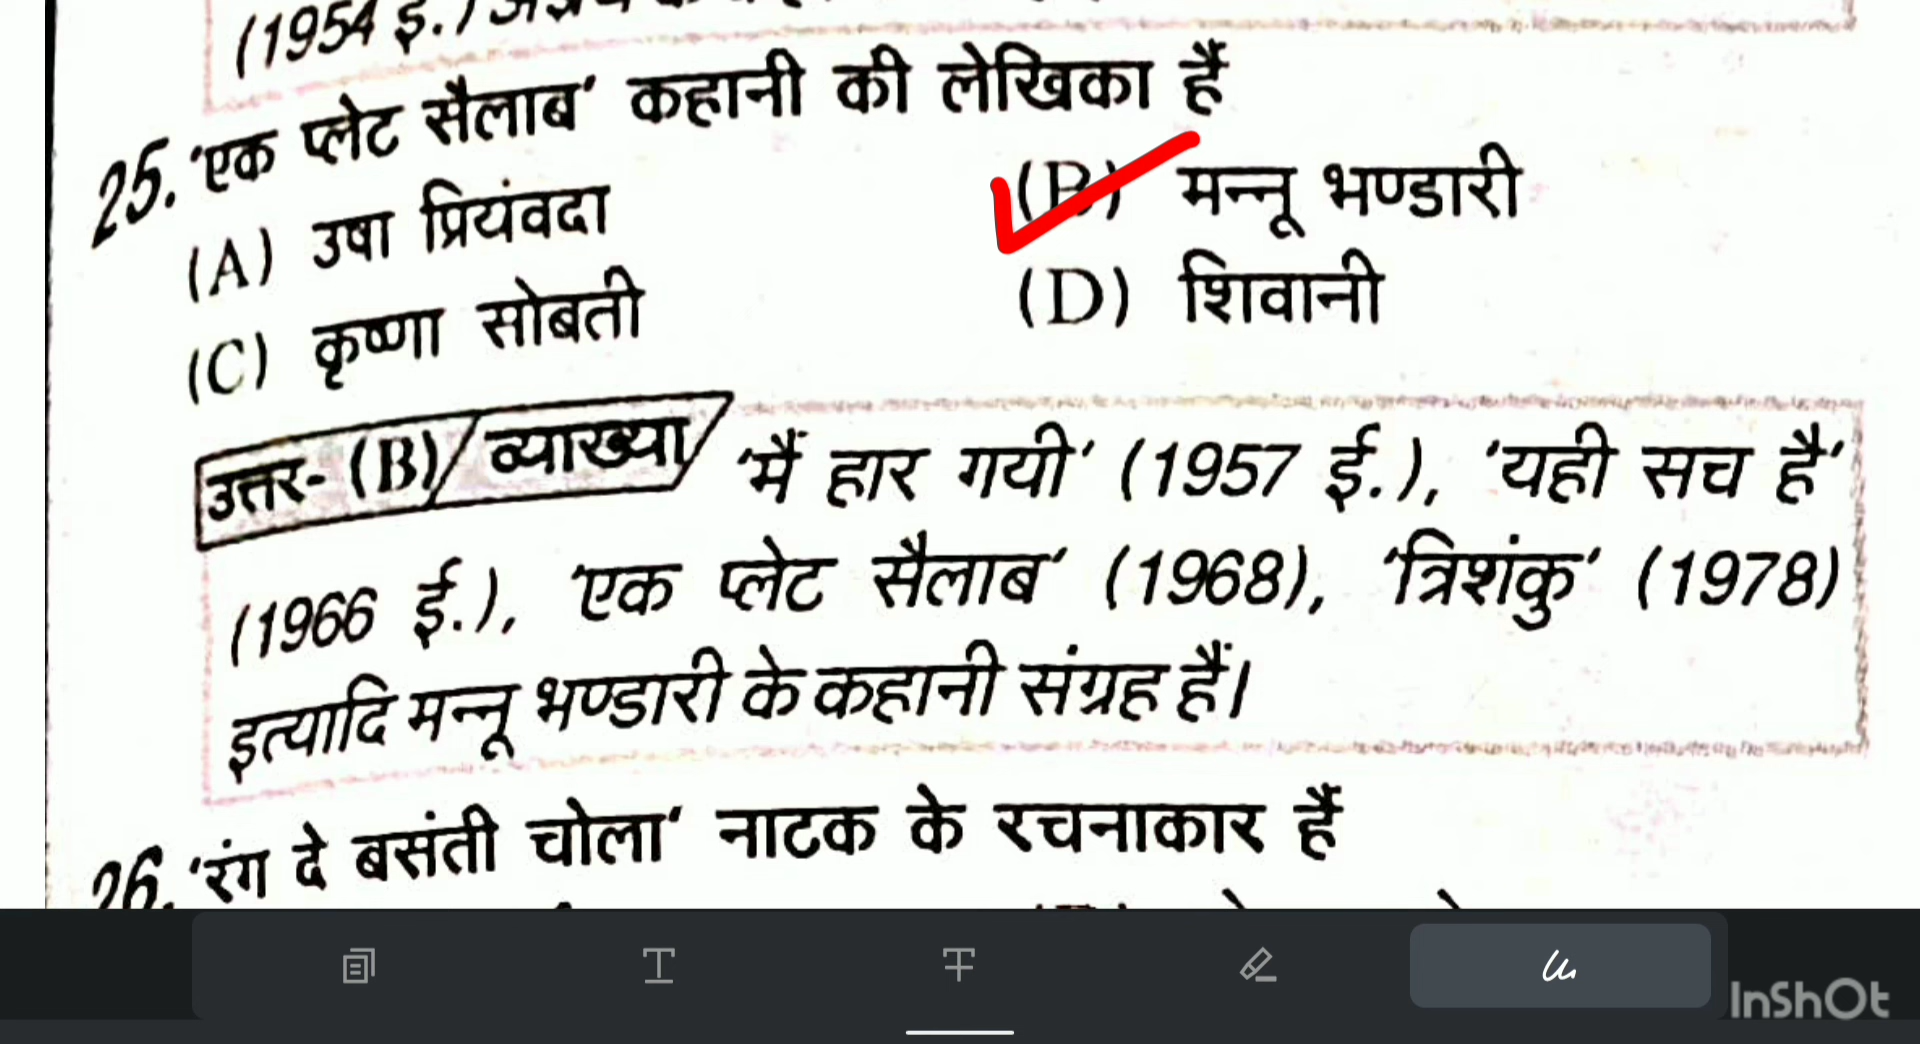 (1954 ई.)
25. 'एक प्लेट सैलाब' कहानी की लेखिका हैं
(A) उषा प्रियंवदा (B) मन्नू भण्डारी
(C) कृष्णा सोबती (D) शिवानी
उत्तर- (B) व्याख्या 'मैं हार गयी' (1957 ई.), 'यही सच है'
(1966 ई.), 'एक प्लेट सैलाब' (1968), 'त्रिशंकु' (1978)
इत्यादि मन्नू भण्डारी के कहानी संग्रह हैं।
26. 'रंग दे बसंती चोला' नाटक के रचनाकार हैं
InShOt